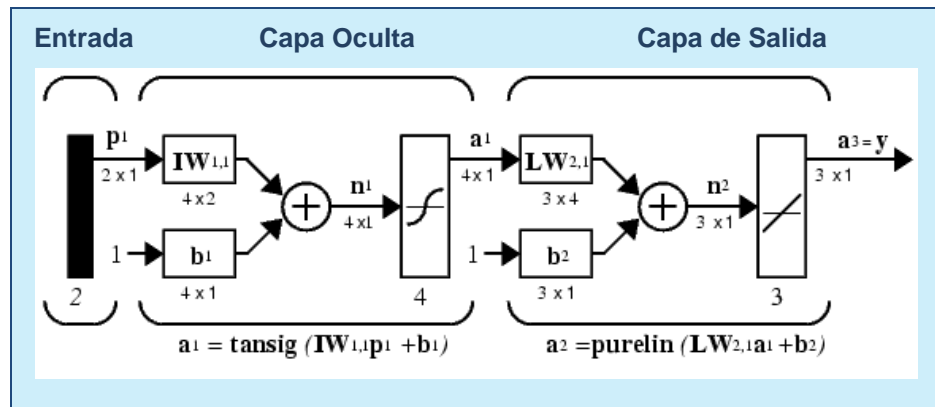 Entrada Capa Oculta Capa de Salida
p1 a1 a3 = y
IW1,1 LW2,1
2 x 1 4 x 1 3 x 1
4 x 2 n1 3 x 4 n2
4 x 1 3 x 1
1 b1 1 b2
2 4 x 1 4 3 x 1 3
a1 = tansig (IW1,1p1 +b1) a2 =purelin (LW2,1a1 +b2)